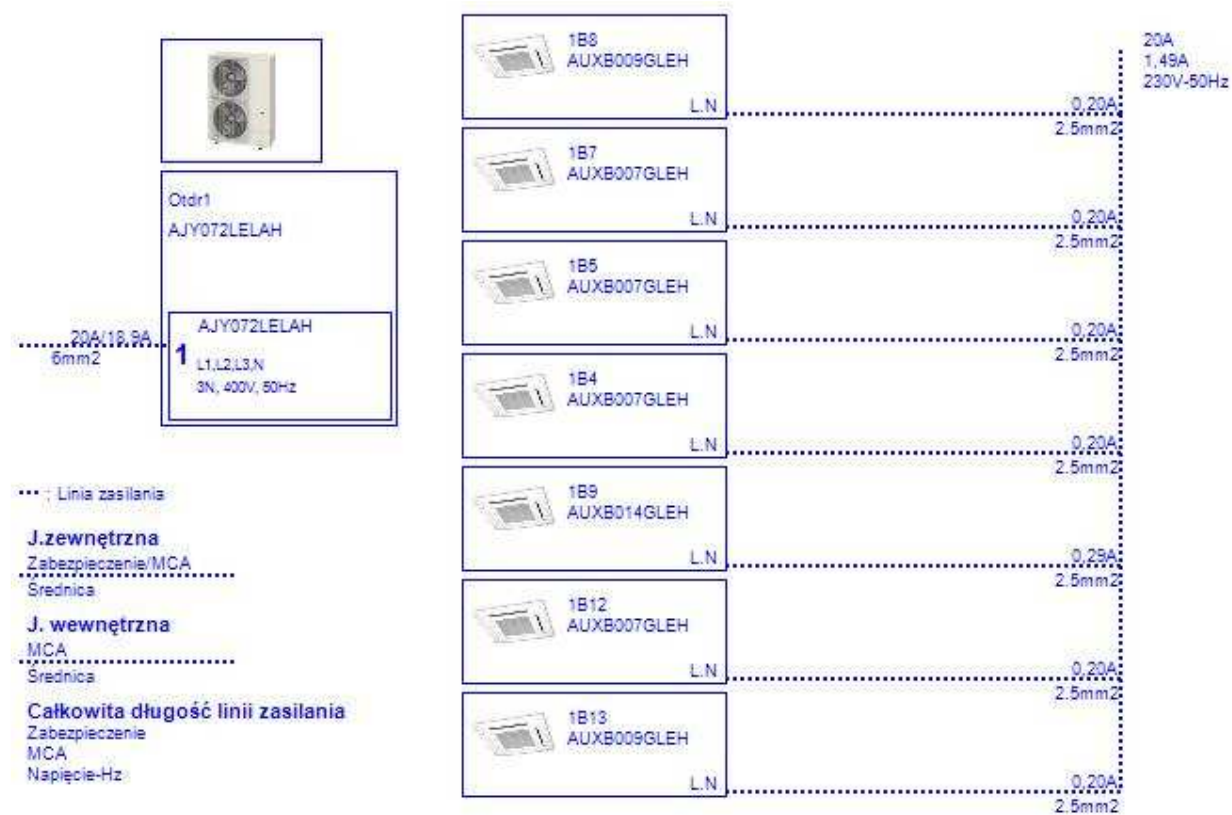 Otdr1
AJY072LELAH
20A/18,9A
6mm2
AJY072LELAH
1
L1,L2,L3,N
3N, 400V, 50Hz
: Linia zasilania
J.zewnętrzna
Zabezpieczenie/MCA
Średnica
J. wewnętrzna
MCA
Średnica
Całkowita długość linii zasilania
Zabezpieczenie
MCA
Napięcie-Hz
1B8
AUXB009GLEH
L.N
0,20A
2.5mm2
1B7
AUXB007GLEH
L.N
0,20A
2.5mm2
1B5
AUXB007GLEH
L.N
0,20A
2.5mm2
1B4
AUXB007GLEH
L.N
0,20A
2.5mm2
1B9
AUXB014GLEH
L.N
0,29A
2.5mm2
1B12
AUXB007GLEH
L.N
0,20A
2.5mm2
1B13
AUXB009GLEH
L.N
0,20A
2.5mm2
20A
1,49A
230V-50Hz